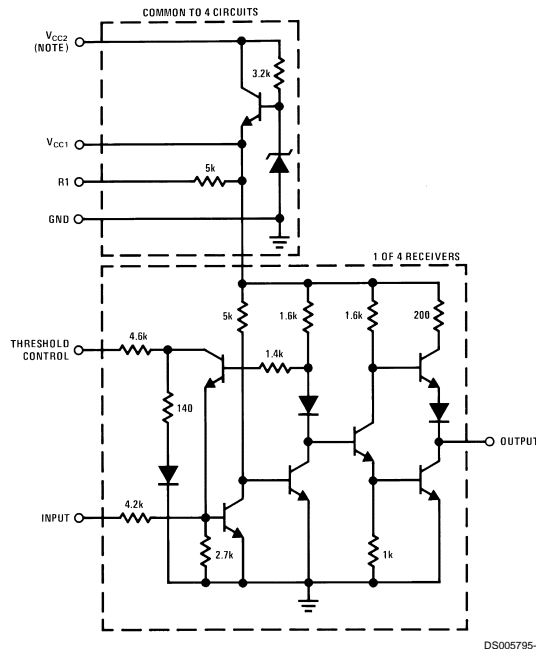 COMMON TO 4 CIRCUITS
VCC2
(NOTE)
3.2k
VCC1
R1
5k
GND
1 OF 4 RECEIVERS
5k
1.6k
1.6k
200
4.6k
THRESHOLD
CONTROL
1.4k
140
OUTPUT
4.2k
INPUT
2.7k
1k
DS005795-